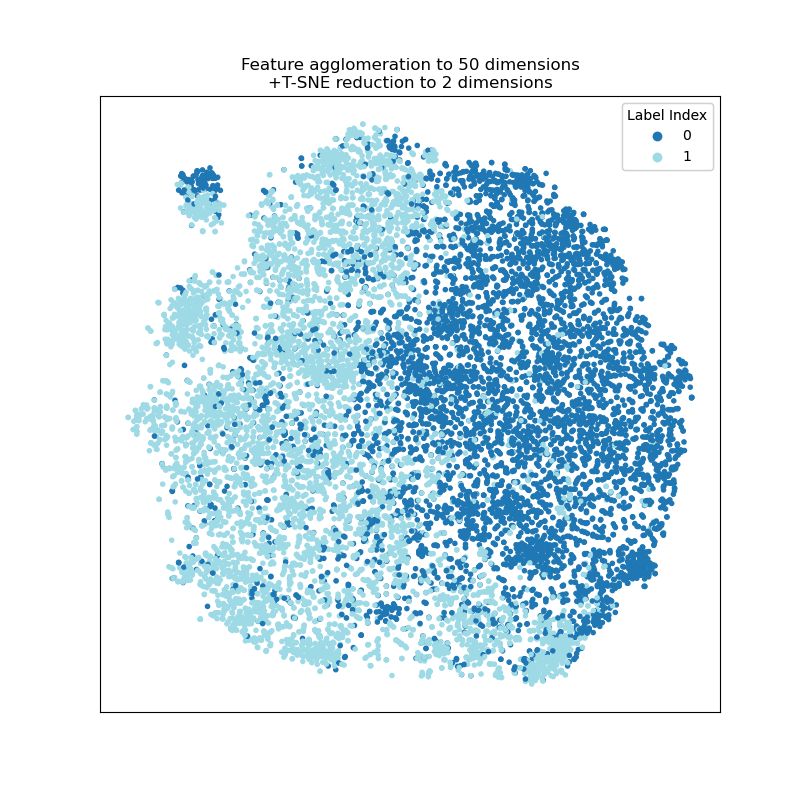 Feature agglomeration to 50 dimensions
+T-SNE reduction to 2 dimensions
Label Index
0
1